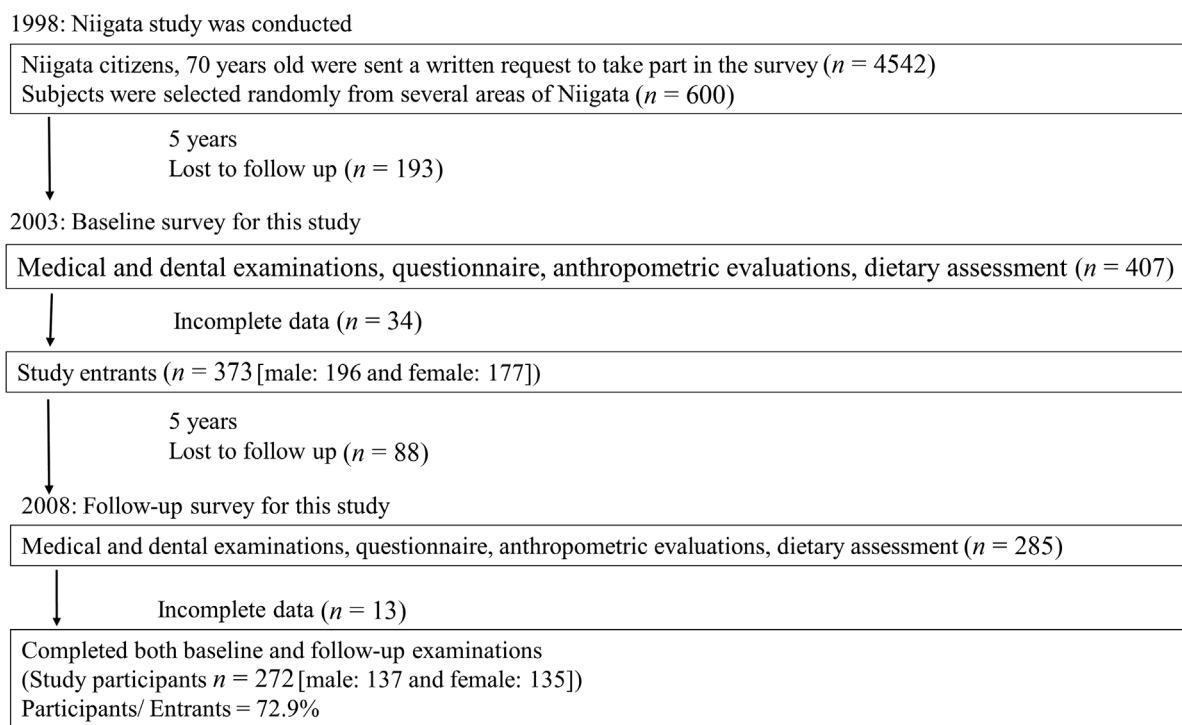 1998: Niigata study was conducted
Niigata citizens, 70 years old were sent a written request to take part in the survey (n = 4542)
Subjects were selected randomly from several areas of Niigata (n = 600)
5 years
Lost to follow up (n = 193)
2003: Baseline survey for this study
Medical and dental examinations, questionnaire, anthropometric evaluations, dietary assessment (n = 407)
Incomplete data (n = 34)
Study entrants (n = 373 [male: 196 and female: 177])
5 years
Lost to follow up (n = 88)
2008: Follow-up survey for this study
Medical and dental examinations, questionnaire, anthropometric evaluations, dietary assessment (n = 285)
Incomplete data (n = 13)
Completed both baseline and follow-up examinations
(Study participants n = 272 [male: 137 and female: 135])
Participants/ Entrants = 72.9%